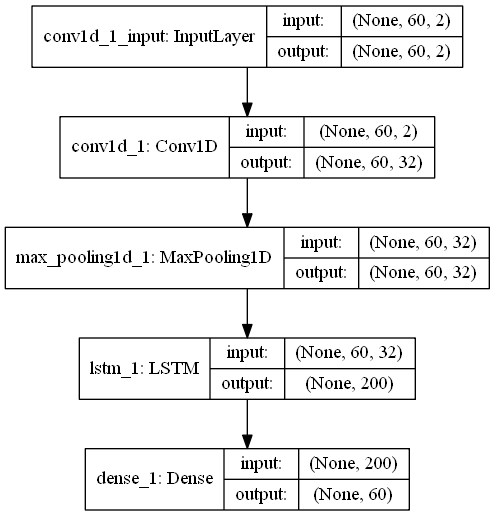 conv1d_1_input: InputLayer
input: (None, 60, 2)
output: (None, 60, 2)
conv1d_1: Conv1D
input: (None, 60, 2)
output: (None, 60, 32)
max_pooling1d_1: MaxPooling1D
input: (None, 60, 32)
output: (None, 60, 32)
lstm_1: LSTM
input: (None, 60, 32)
output: (None, 200)
dense_1: Dense
input: (None, 200)
output: (None, 60)